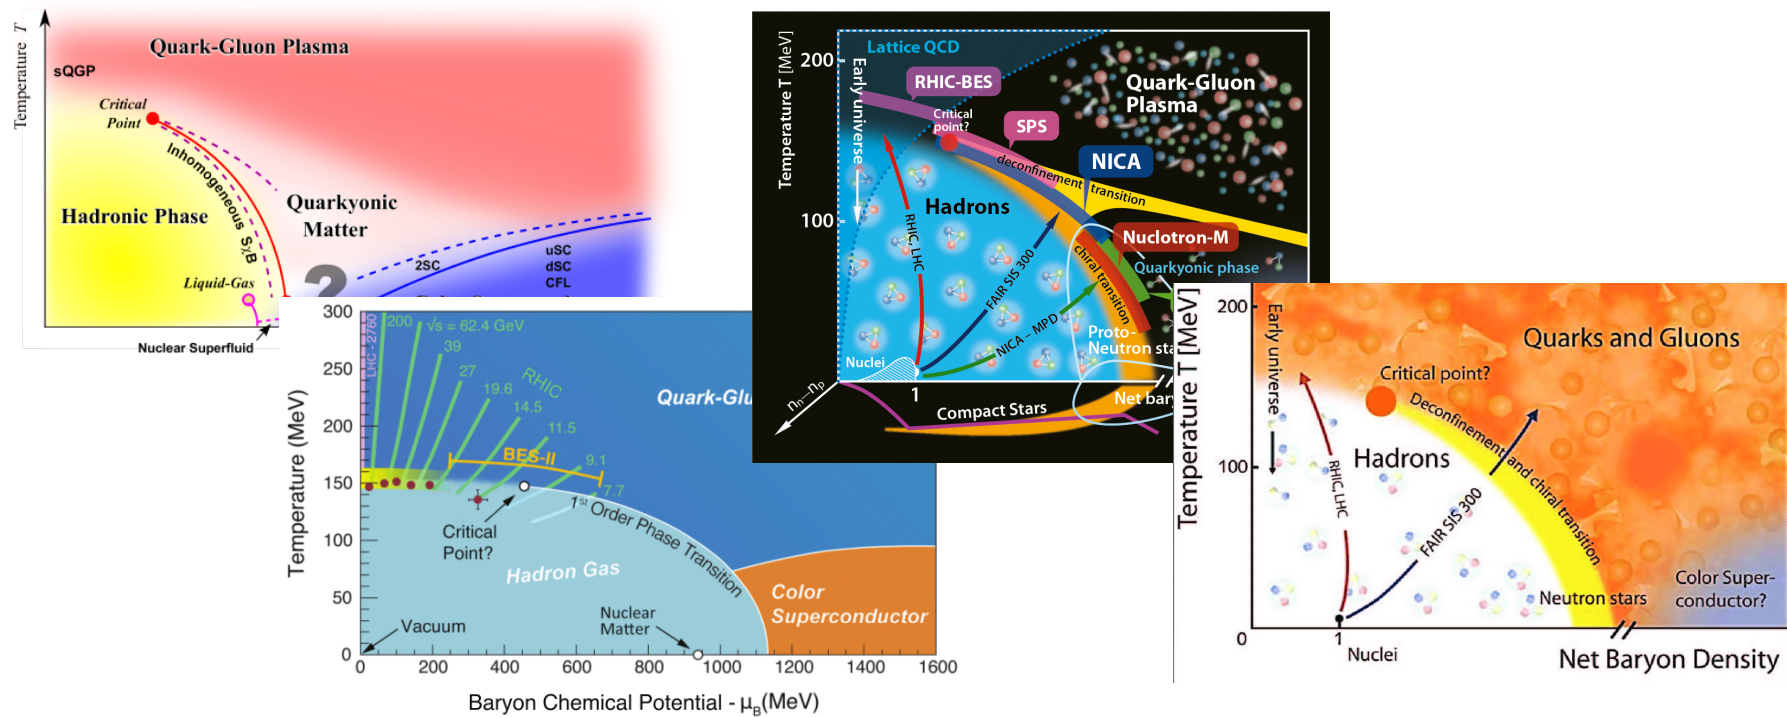 Temperature T
Quark-Gluon Plasma
sQGP
Critical
Point
Inhomogeneous SχB
Hadronic Phase
Quarkyonic
Matter
?
Liquid-Gas
2SC
uSC
dSC
CFL
Nuclear Superfluid
Temperature T [MeV]
200
100
Lattice QCD
Early universe
RHIC-BES
Critical
point?
SPS
NICA
deconfinement transition
Quark-Gluon
Plasma
Hadrons
RHIC, LHC
FAIR SIS 300
NICA – MPD
Nuclotron-M
Quarkyonic phase
chiral transition
Proto-
Neutron sta
Nuclei
1
Net bary
Compact Stars
nn–np
Temperature (MeV)
300
250
200
150
100
50
0
LHC - 2760
200
√s = 62.4 GeV
39
27
19.6
14.5
11.5
9.1
7.7
RHIC
BES-II
Quark-Glu
Critical
Point?
1st Order Phase Transition
Hadron Gas
Color
Superconductor
Vacuum
Nuclear
Matter
0 200 400 600 800 1000 1200 1400 1600
Baryon Chemical Potential - μB(MeV)
Temperature T [MeV]
200
100
0
Early universe
Quarks and Gluons
Critical point?
Deconfinement and chiral transition
Hadrons
RHIC, LHC
FAIR SIS 300
Neutron stars
Color Super-
conductor?
1
Nuclei
Net Baryon Density